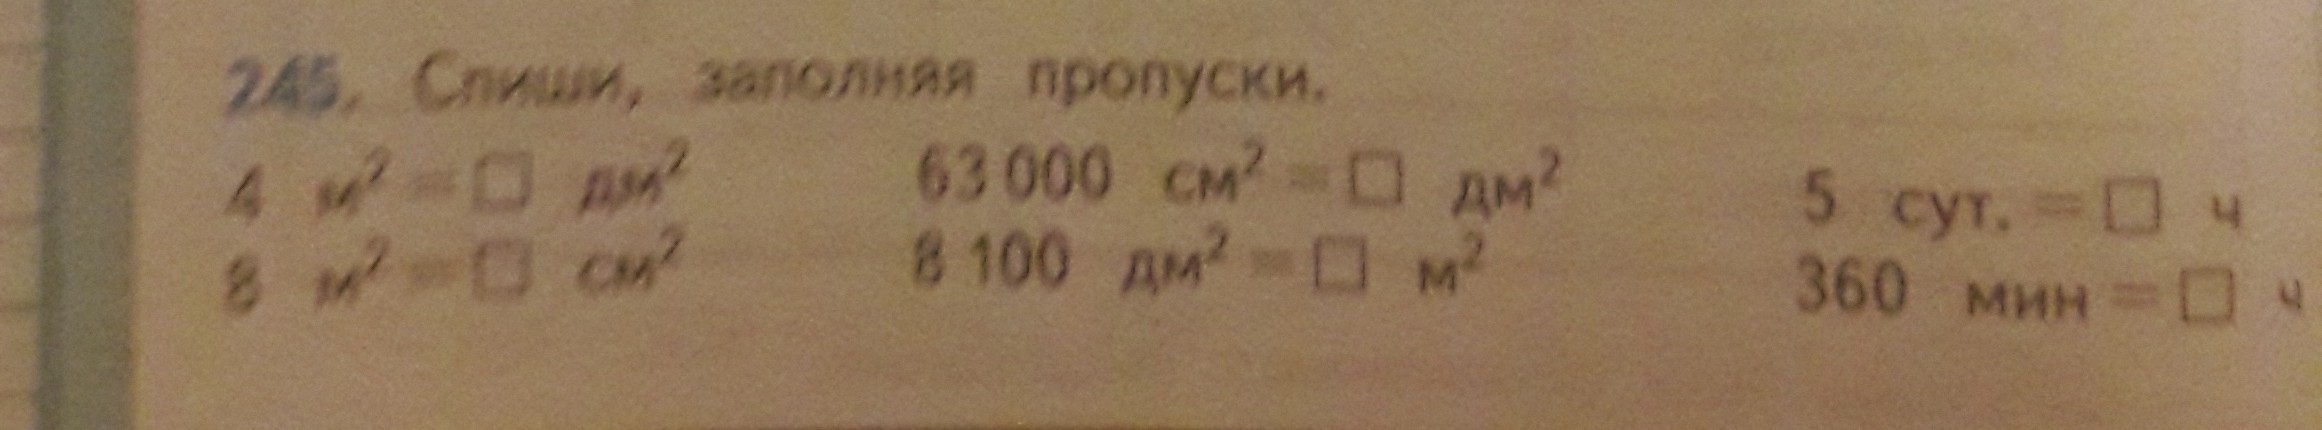 245. Спиши, заполняя пропуски.
4 м² = □ дм² 63 000 см² = □ дм² 5 сут. = □ ч
8 м² = □ см² 8 100 дм² = □ м² 360 мин = □ ч